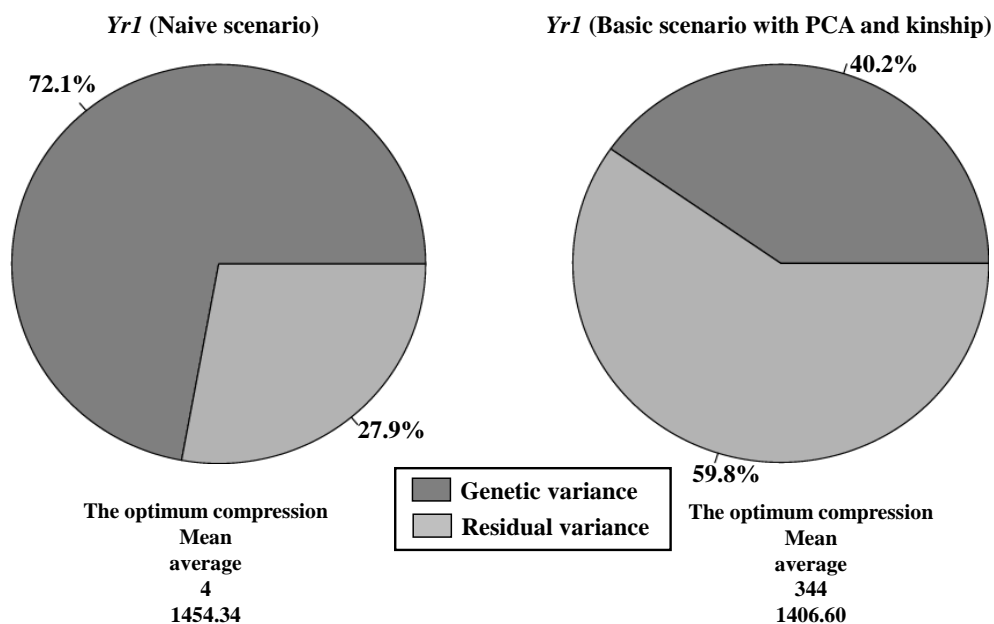 Yr1 (Naive scenario)
72.1%
27.9%
The optimum compression
Mean
average
4
1454.34
Yr1 (Basic scenario with PCA and kinship)
40.2%
59.8%
The optimum compression
Mean
average
344
1406.60
Genetic variance
Residual variance